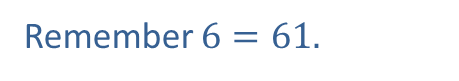 Remember 6 = 61.